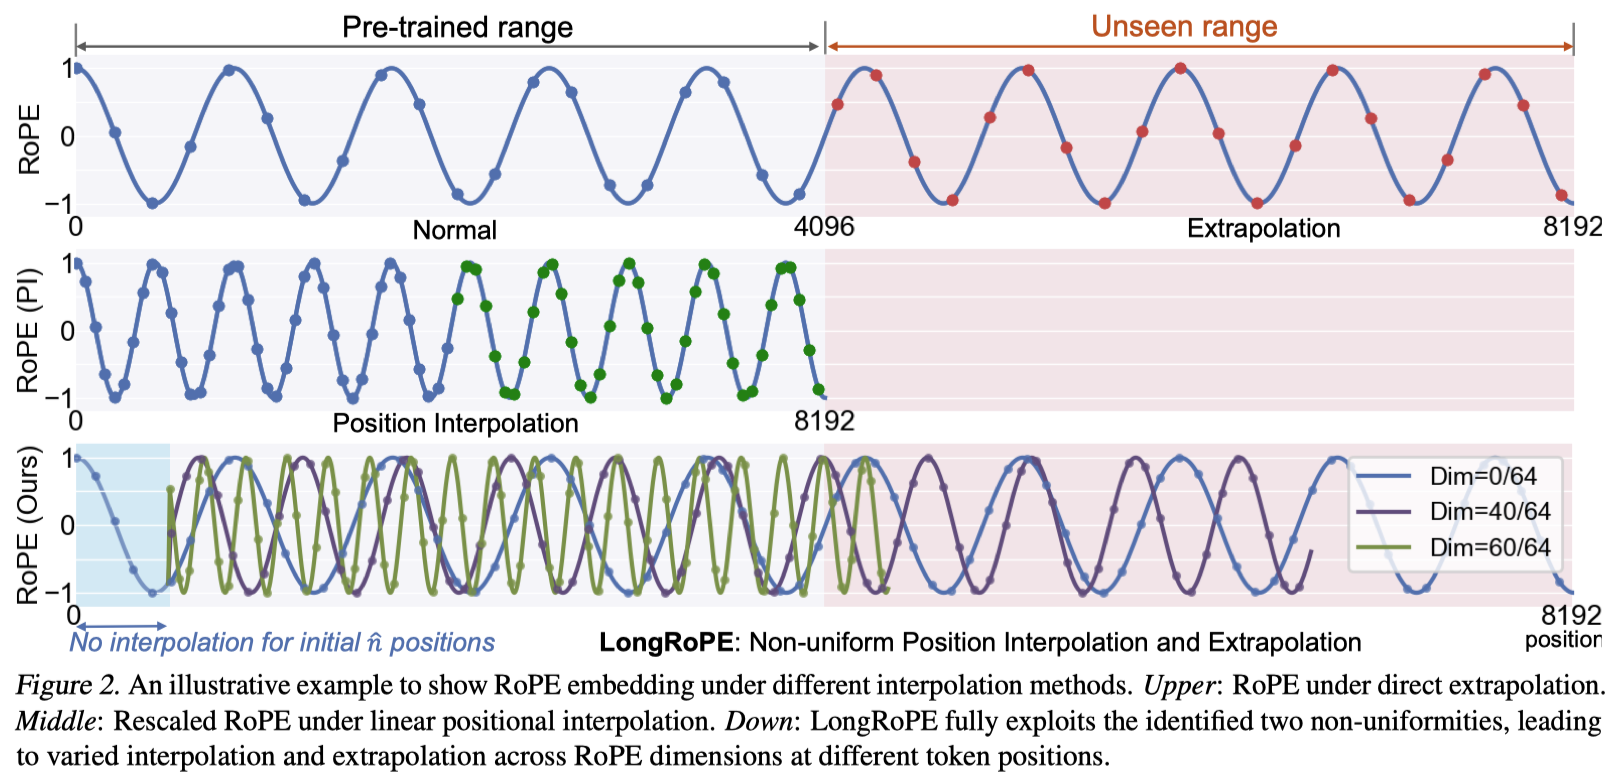 Pre-trained range
Unseen range
RoPE
1
0
−1
0
Normal
4096
Extrapolation
8192
RoPE (PI)
1
0
−1
0
Position Interpolation
8192
RoPE (Ours)
1
0
−1
Dim=0/64
Dim=40/64
Dim=60/64
0
8192
No interpolation for initial n̂ positions
LongRoPE: Non-uniform Position Interpolation and Extrapolation
position
Figure 2. An illustrative example to show RoPE embedding under different interpolation methods. Upper: RoPE under direct extrapolation.
Middle: Rescaled RoPE under linear positional interpolation. Down: LongRoPE fully exploits the identified two non-uniformities, leading
to varied interpolation and extrapolation across RoPE dimensions at different token positions.